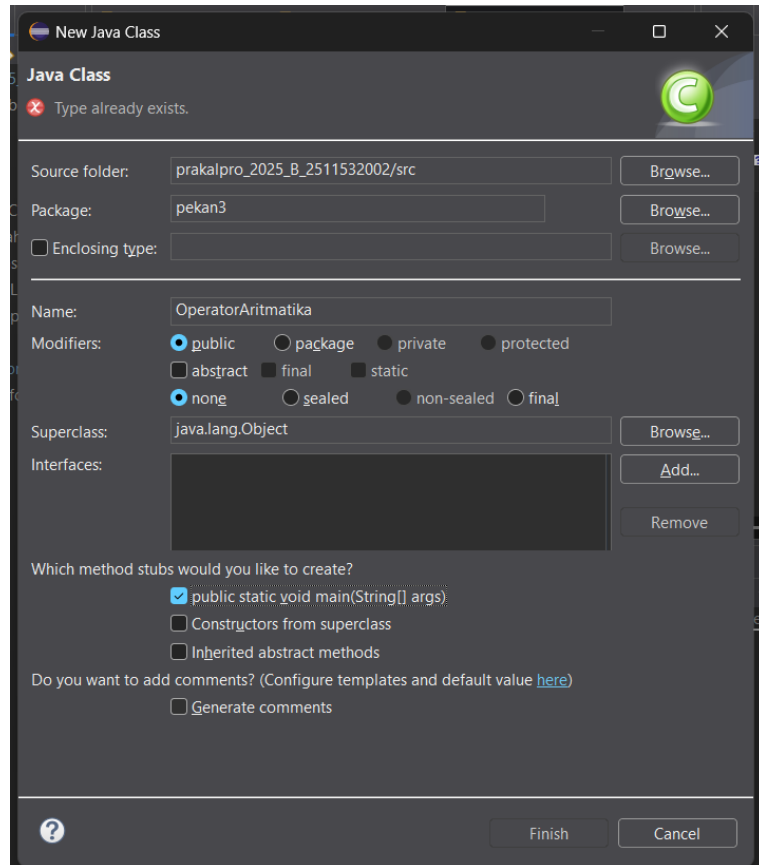 New Java Class
Java Class
Type already exists.
Source folder: prakalpro_2025_B_2511532002/src Browse...
Package: pekan3 Browse...
Enclosing type: Browse...
Name: OperatorAritmatika
Modifiers: public package private protected
abstract final static
none sealed non-sealed final
Superclass: java.lang.Object Browse...
Interfaces: Add...
Remove
Which method stubs would you like to create?
public static void main(String[] args)
Constructors from superclass
Inherited abstract methods
Do you want to add comments? (Configure templates and default value here)
Generate comments
? Finish Cancel